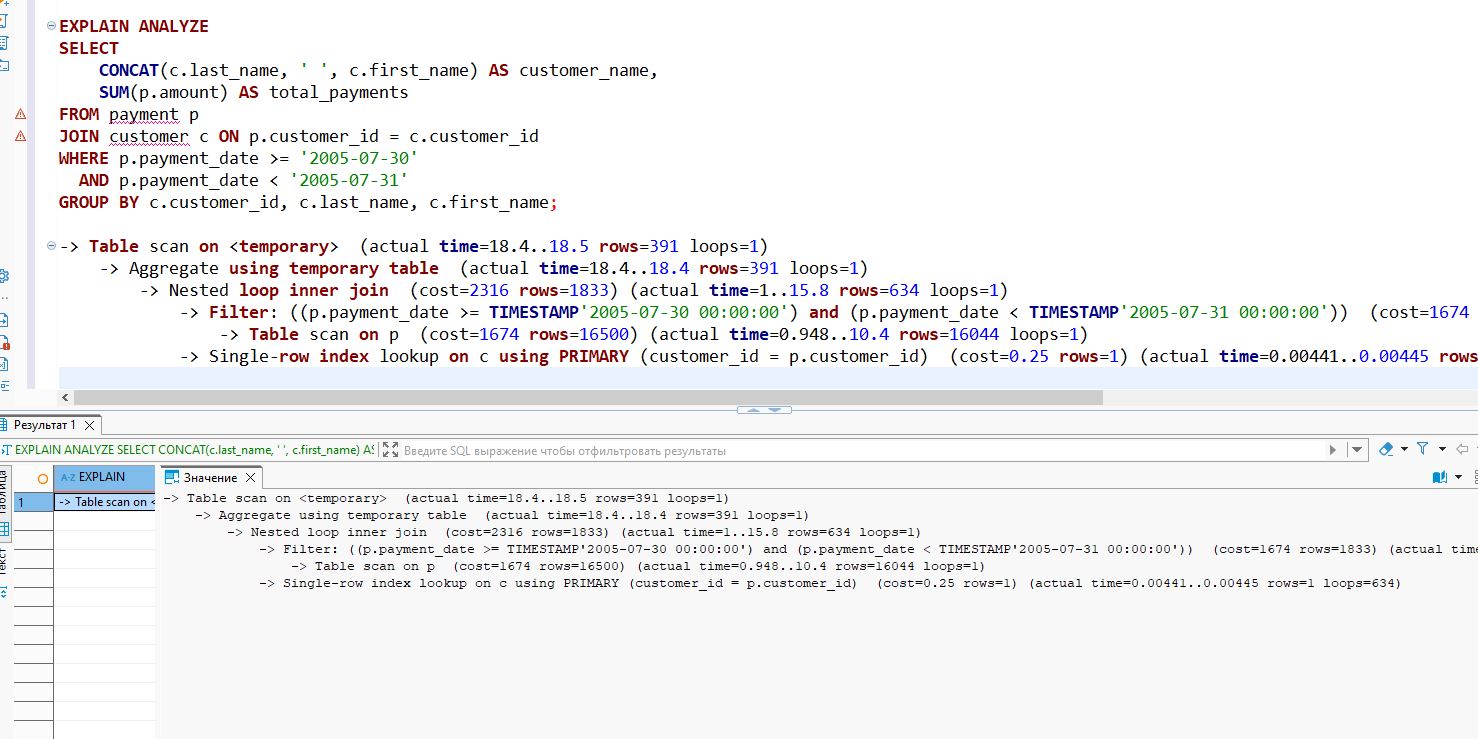 EXPLAIN ANALYZE
SELECT
CONCAT(c.last_name, ' ', c.first_name) AS customer_name,
SUM(p.amount) AS total_payments
FROM payment p
JOIN customer c ON p.customer_id = c.customer_id
WHERE p.payment_date >= '2005-07-30'
AND p.payment_date < '2005-07-31'
GROUP BY c.customer_id, c.last_name, c.first_name;
-> Table scan on <temporary>  (actual time=18.4..18.5 rows=391 loops=1)
-> Aggregate using temporary table  (actual time=18.4..18.4 rows=391 loops=1)
-> Nested loop inner join  (cost=2316 rows=1833) (actual time=1..15.8 rows=634 loops=1)
-> Filter: ((p.payment_date >= TIMESTAMP'2005-07-30 00:00:00') and (p.payment_date < TIMESTAMP'2005-07-31 00:00:00'))  (cost=1674
-> Table scan on p  (cost=1674 rows=16500) (actual time=0.948..10.4 rows=16044 loops=1)
-> Single-row index lookup on c using PRIMARY (customer_id = p.customer_id)  (cost=0.25 rows=1) (actual time=0.00441..0.00445 rows
Результат 1
EXPLAIN ANALYZE SELECT CONCAT(c.last_name, ' ', c.first_name) AS
Введите SQL выражение чтобы отфильтровать результаты
A-Z EXPLAIN
Значение
1
-> Table scan on <
-> Table scan on <temporary>  (actual time=18.4..18.5 rows=391 loops=1)
-> Aggregate using temporary table  (actual time=18.4..18.4 rows=391 loops=1)
-> Nested loop inner join  (cost=2316 rows=1833) (actual time=1..15.8 rows=634 loops=1)
-> Filter: ((p.payment_date >= TIMESTAMP'2005-07-30 00:00:00') and (p.payment_date < TIMESTAMP'2005-07-31 00:00:00'))  (cost=1674 rows=1833) (actual time
-> Table scan on p  (cost=1674 rows=16500) (actual time=0.948..10.4 rows=16044 loops=1)
-> Single-row index lookup on c using PRIMARY (customer_id = p.customer_id)  (cost=0.25 rows=1) (actual time=0.00441..0.00445 rows=1 loops=634)